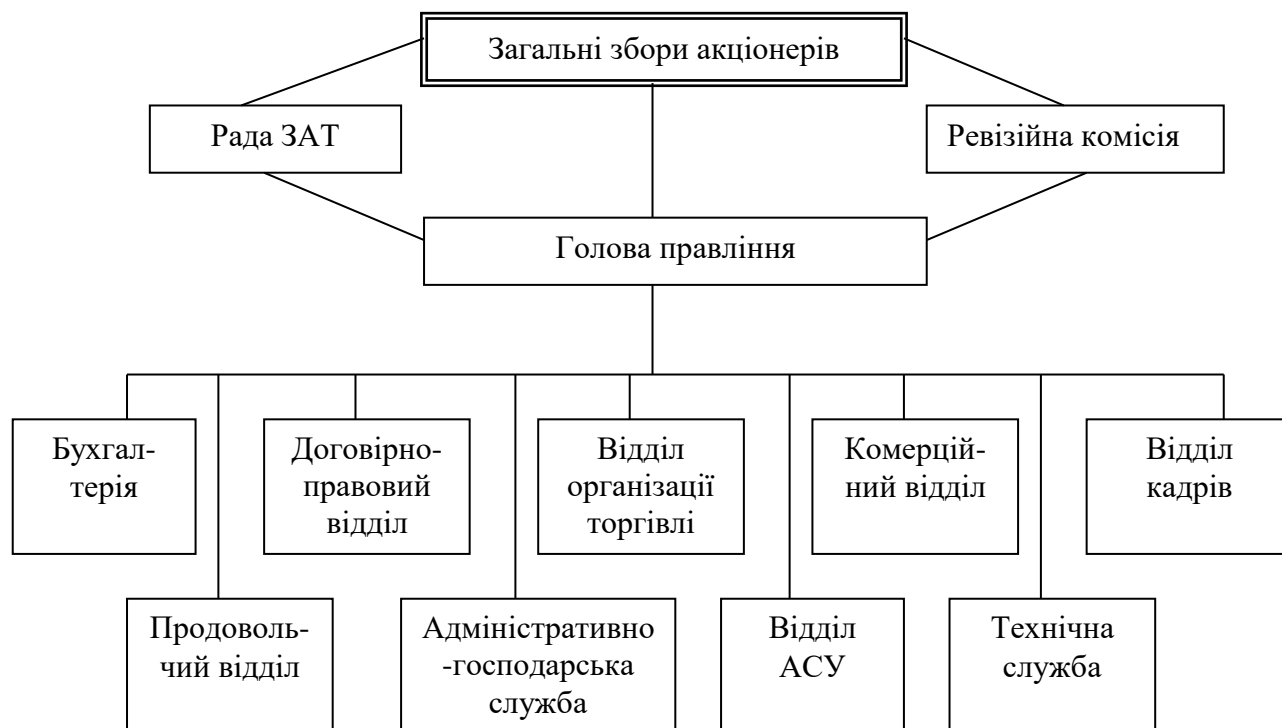 Загальні збори акціонерів
Рада ЗАТ
Ревізійна комісія
Голова правління
Бухгал-
терія
Договірно-
правовий
відділ
Відділ
організації
торгівлі
Комерцій-
ний відділ
Відділ
кадрів
Продоволь-
чий відділ
Адміністративно
-господарська
служба
Відділ
АСУ
Технічна
служба